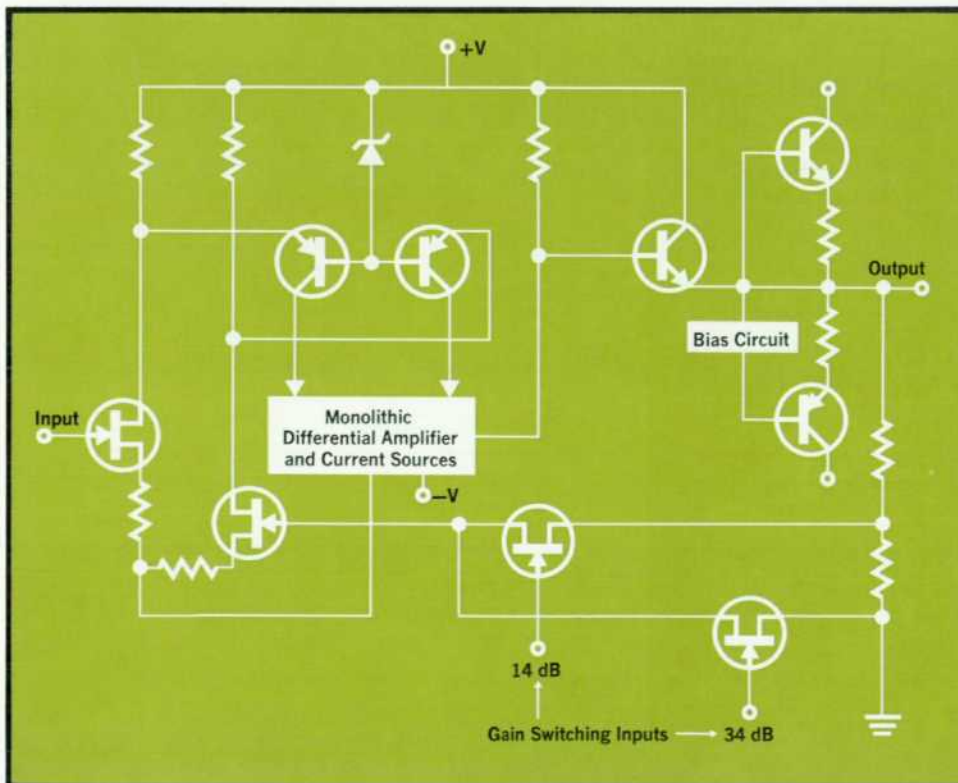 +V
Output
Bias Circuit
Input
Monolithic
Differential Amplifier
and Current Sources
—V
14 dB
Gain Switching Inputs → 34 dB